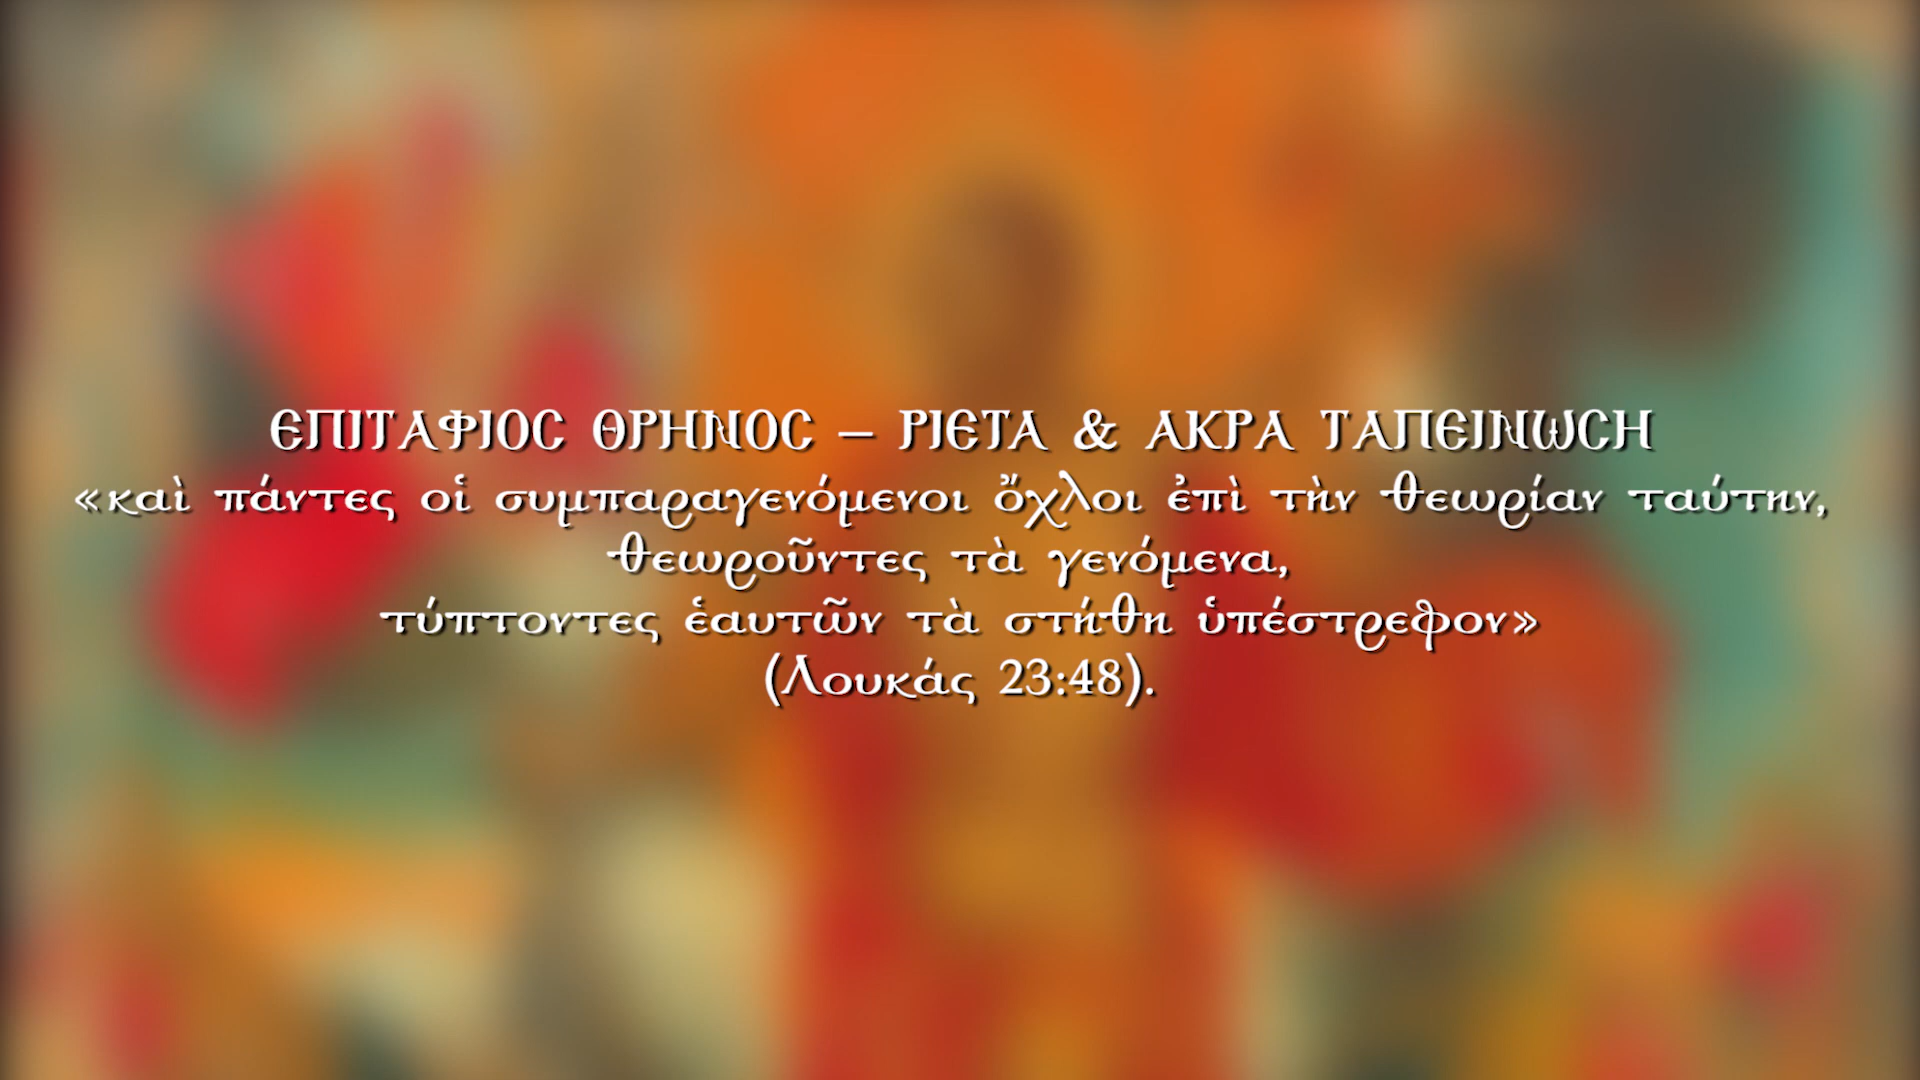 ΕΠΙΤΑΦΙΟΣ ΘΡΗΝΟΣ – PIETA & ΑΚΡΑ ΤΑΠΕΙΝΩΣΗ
«καὶ πάντες οἱ συμπαραγενόμενοι ὄχλοι ἐπὶ τὴν θεωρίαν ταύτην,
θεωροῦντες τὰ γενόμενα,
τύπτοντες ἑαυτῶν τὰ στήθη ὑπέστρεφον»
(Λουκάς 23:48).